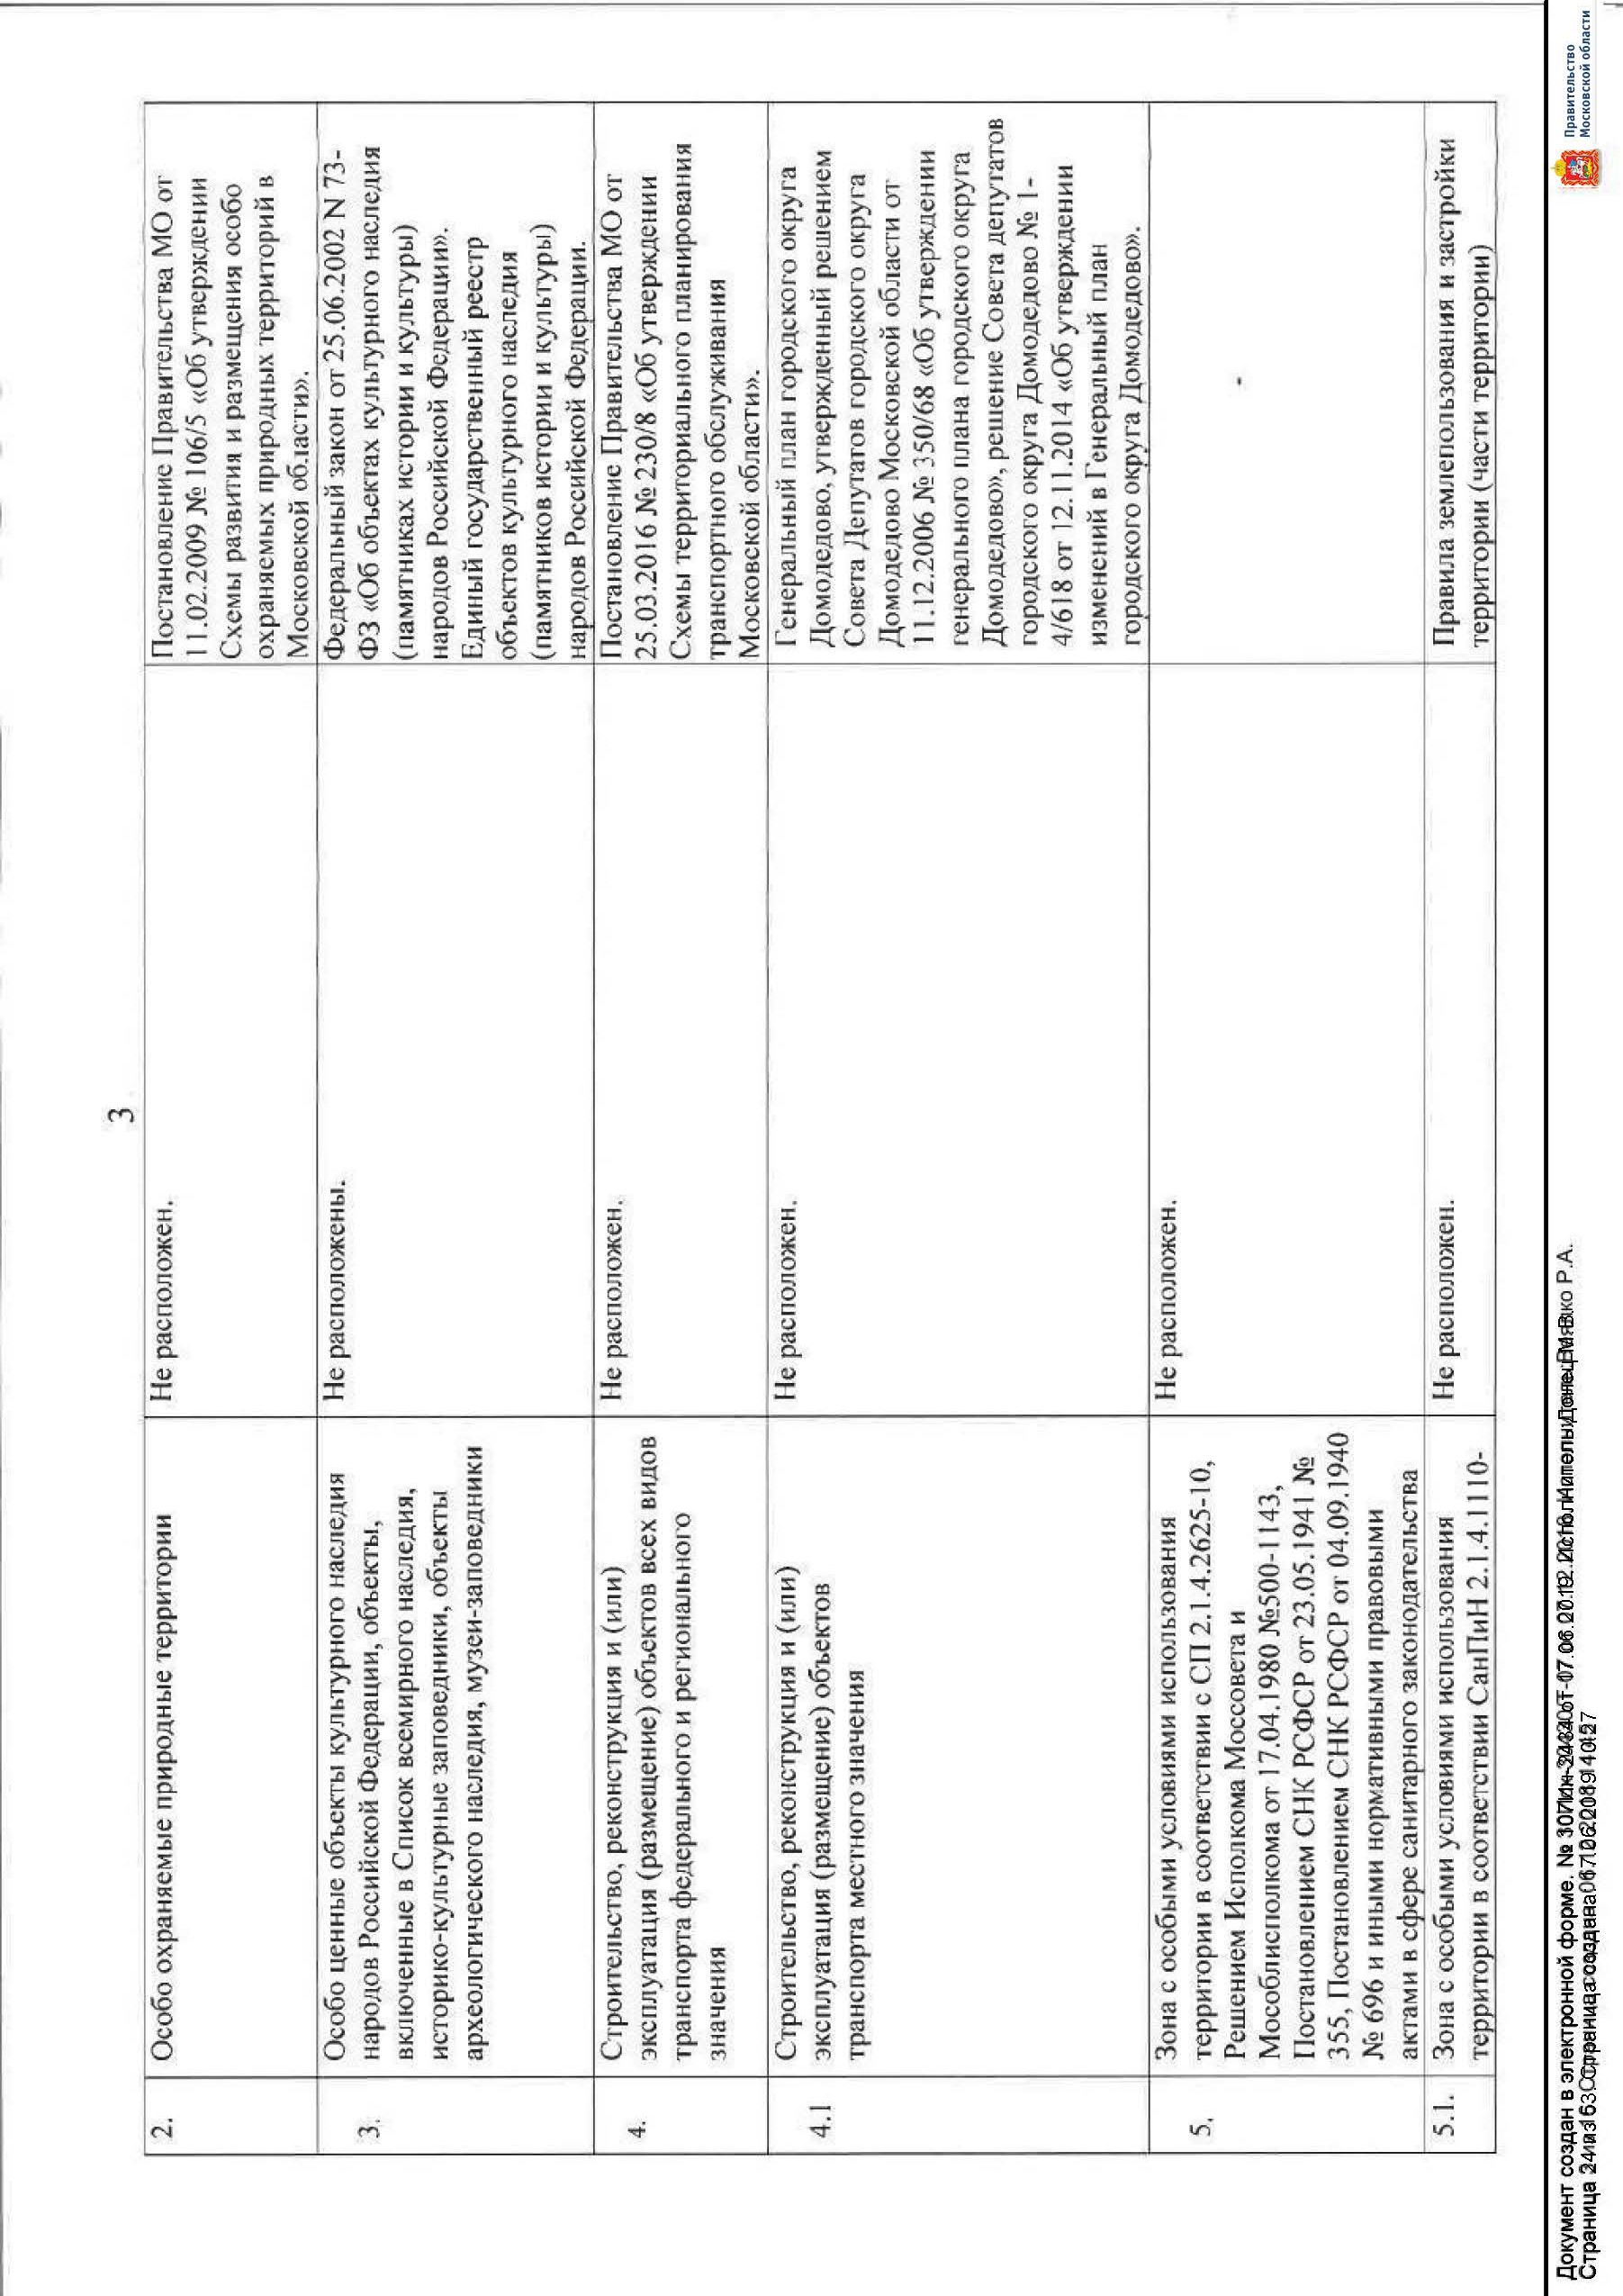 3
2.
Особо охраняемые природные территории
Не расположен.
Постановление Правительства МО от
11.02.2009 № 106/5 «Об утверждении
Схемы развития и размещения особо
охраняемых природных территорий в
Московской области».
3.
Особо ценные объекты культурного наследия
народов Российской Федерации, объекты,
включенные в Список всемирного наследия,
историко-культурные заповедники, объекты
археологического наследия, музеи-заповедники
Не расположены.
Федеральный закон от 25.06.2002 N 73-
ФЗ «Об объектах культурного наследия
(памятниках истории и культуры)
народов Российской Федерации».
Единый государственный реестр
объектов культурного наследия
(памятников истории и культуры)
народов Российской Федерации.
4.
Строительство, реконструкция и (или)
эксплуатация (размещение) объектов всех видов
транспорта федерального и регионального
значения
Не расположен.
Постановление Правительства МО от
25.03.2016 № 230/8 «Об утверждении
Схемы территориального планирования
транспортного обслуживания
Московской области».
4.1
Строительство, реконструкция и (или)
эксплуатация (размещение) объектов
транспорта местного значения
Не расположен.
Генеральный план городского округа
Домодедово, утвержденный решением
Совета Депутатов городского округа
Домодедово Московской области от
11.12.2006 № 350/68 «Об утверждении
генерального плана городского округа
Домодедово», решение Совета депутатов
городского округа Домодедово № 1-
4/618 от 12.11.2014 «Об утверждении
изменений в Генеральный план
городского округа Домодедово».
5.
Зона с особыми условиями использования
территории в соответствии с СП 2.1.4.2625-10,
Решением Исполкома Моссовета и
Мособлисполкома от 17.04.1980 №500-1143,
Постановлением СНК РСФСР от 23.05.1941 №
355, Постановлением СНК РСФСР от 04.09.1940
№ 696 и иными нормативными правовыми
актами в сфере санитарного законодательства
Не расположен.
-
5.1.
Зона с особыми условиями использования
территории в соответствии СанПиН 2.1.4.1110-
Не расположен.
Правила землепользования и застройки
территории (части территории)
Документ создан в электронной форме. №
Страница
Правительство
Московской области